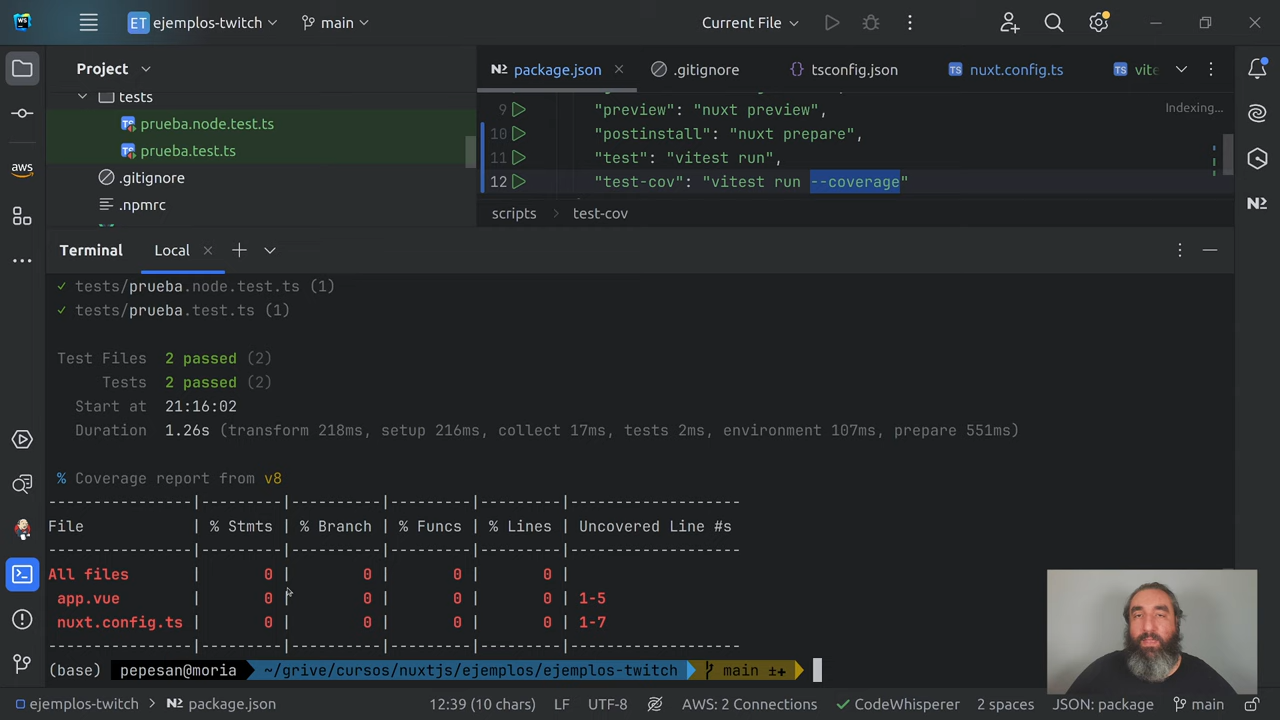 WS
ET ejemplos-twitch
main
Current File
Project
package.json
.gitignore
tsconfig.json
nuxt.config.ts
vite
tests
prueba.node.test.ts
prueba.test.ts
.gitignore
.npmrc
aws
9 "preview": "nuxt preview",
Indexing...
10 "postinstall": "nuxt prepare",
11 "test": "vitest run",
12 "test-cov": "vitest run --coverage"
scripts > test-cov
Terminal
Local
✓ tests/prueba.node.test.ts (1)
✓ tests/prueba.test.ts (1)
Test Files 2 passed (2)
Tests 2 passed (2)
Start at 21:16:02
Duration 1.26s (transform 218ms, setup 216ms, collect 17ms, tests 2ms, environment 107ms, prepare 551ms)
% Coverage report from v8
----------------|---------|----------|---------|---------|-------------------
File | % Stmts | % Branch | % Funcs | % Lines | Uncovered Line #s
----------------|---------|----------|---------|---------|-------------------
All files | 0 | 0 | 0 | 0 |
app.vue | 0 | 0 | 0 | 0 | 1-5
nuxt.config.ts | 0 | 0 | 0 | 0 | 1-7
----------------|---------|----------|---------|---------|-------------------
(base) pepesan@moria ~/grive/cursos/nuxtjs/ejemplos/ejemplos-twitch main ±+
ejemplos-twitch > package.json
12:39 (10 chars)
LF
UTF-8
AWS: 2 Connections
CodeWhisperer
2 spaces
JSON: package
main